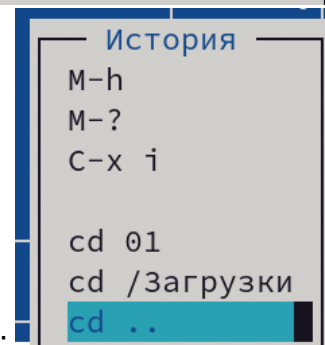 История
M-h
M-?
C-x i
cd 01
cd /Загрузки
cd ..
.